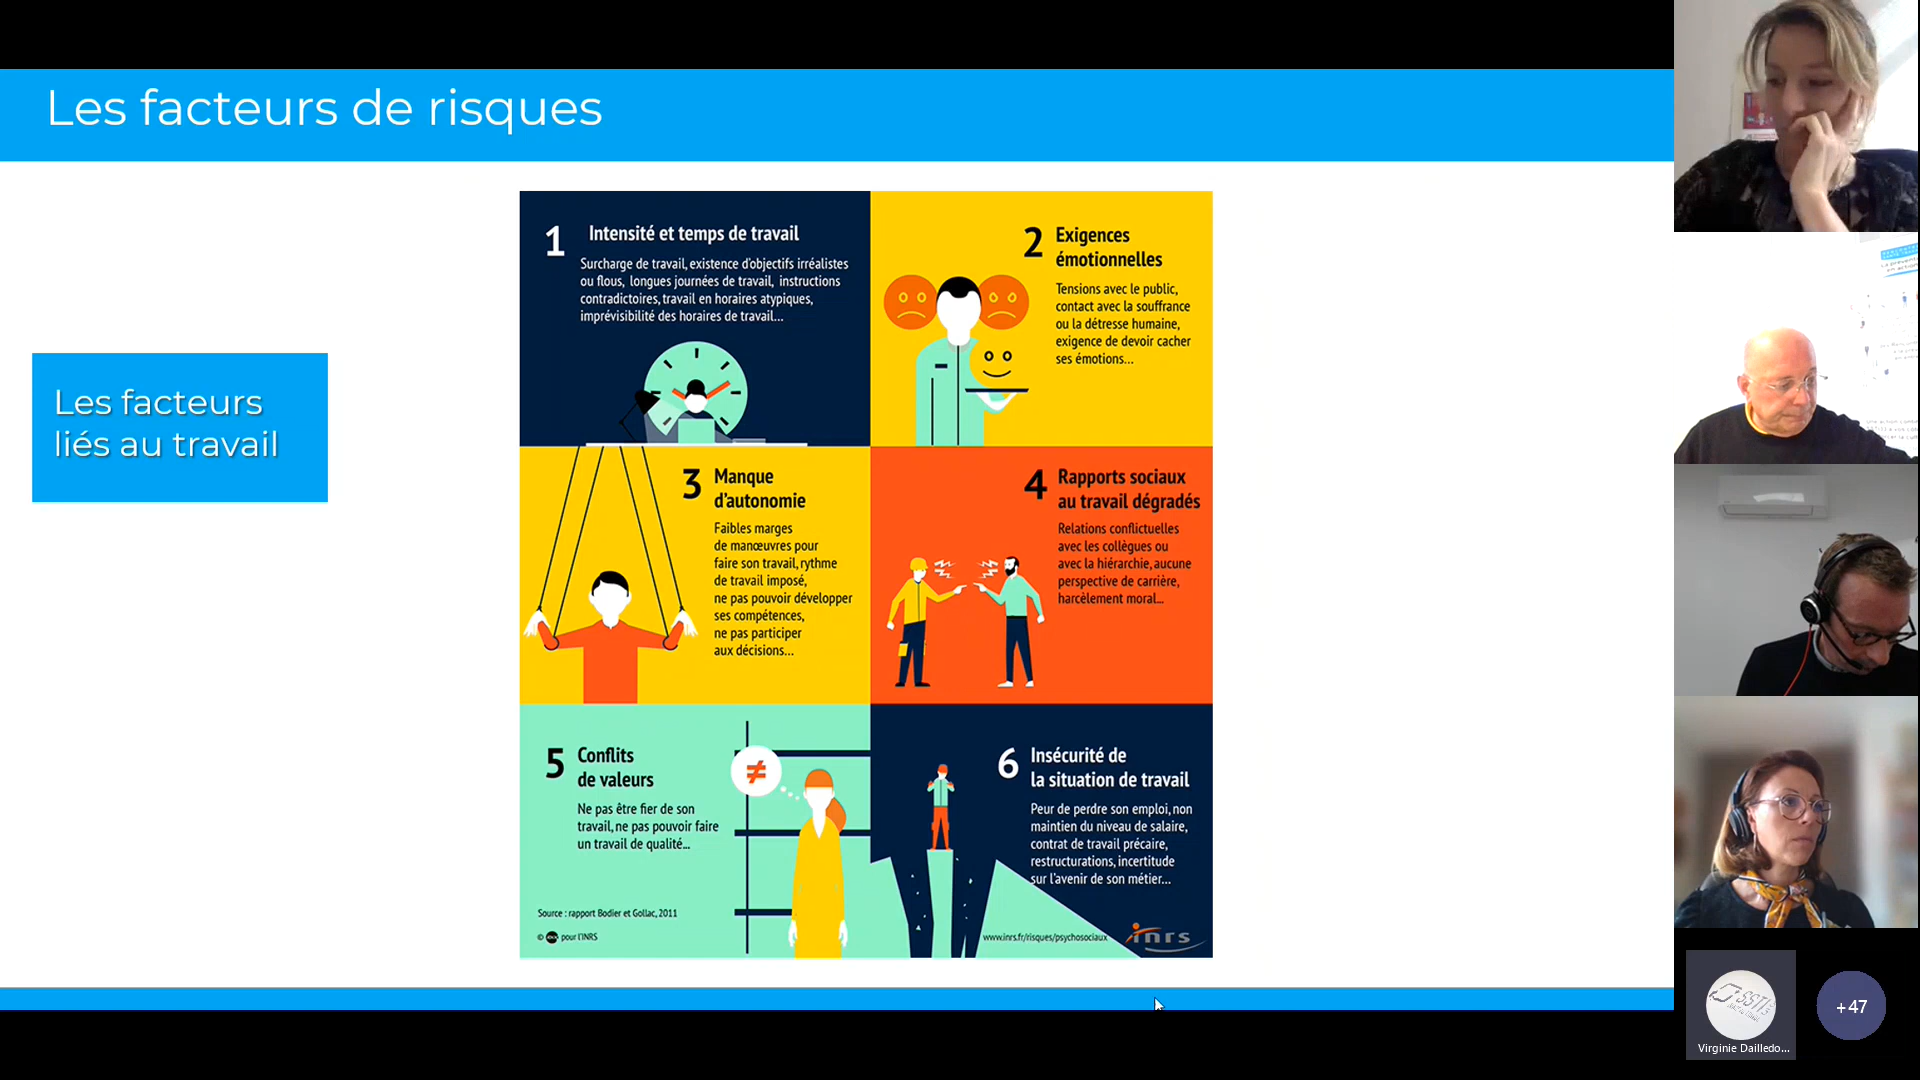 Les facteurs de risques
Les facteurs
liés au travail
1
Intensité et temps de travail
Surcharge de travail, existence d'objectifs irréalistes
ou flous, longues journées de travail, instructions
contradictoires, travail en horaires atypiques,
imprévisibilité des horaires de travail...
2
Exigences
émotionnelles
Tensions avec le public,
contact avec la souffrance
ou la détresse humaine,
exigence de devoir cacher
ses émotions...
3
Manque
d'autonomie
Faibles marges
de manœuvres pour
faire son travail, rythme
de travail imposé,
ne pas pouvoir développer
ses compétences,
ne pas participer
aux décisions...
4
Rapports sociaux
au travail dégradés
Relations conflictuelles
avec les collègues ou
avec la hiérarchie, aucune
perspective de carrière,
harcèlement moral...
5
Conflits
de valeurs
Ne pas être fier de son
travail, ne pas pouvoir faire
un travail de qualité...
≠
Source : rapport Bodier et Gollac, 2011
© pour l'INRS
6
Insécurité de
la situation de travail
Peur de perdre son emploi, non
maintien du niveau de salaire,
contrat de travail précaire,
restructurations, incertitude
sur l'avenir de son métier...
www.inrs.fr/risques/psychosociaux
inrs
SSTI
Virginie Dailledo...
+47